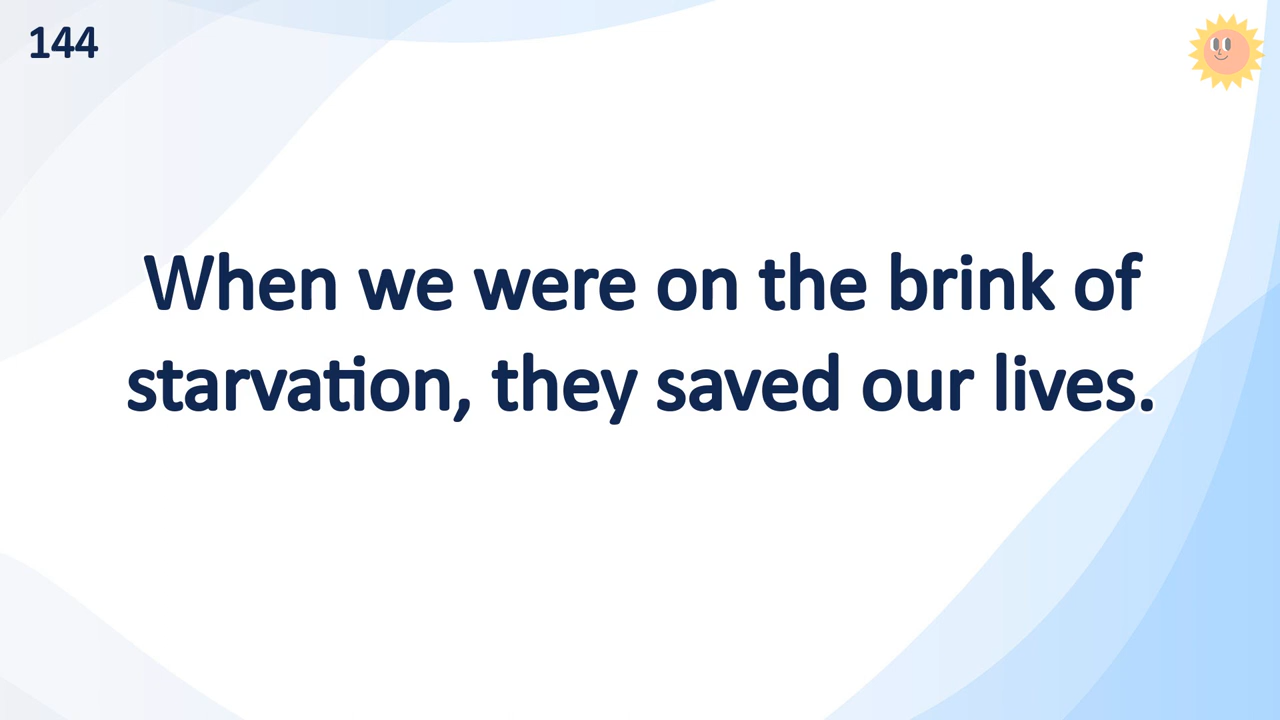 144
When we were on the brink of
starvation, they saved our lives.